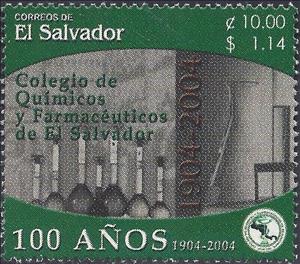 CORREOS DE
El Salvador
₡ 10.00
$ 1.14
Colegio de
Químicos
y Farmacéuticos
de El Salvador
1904-2004
100 AÑOS 1904-2004